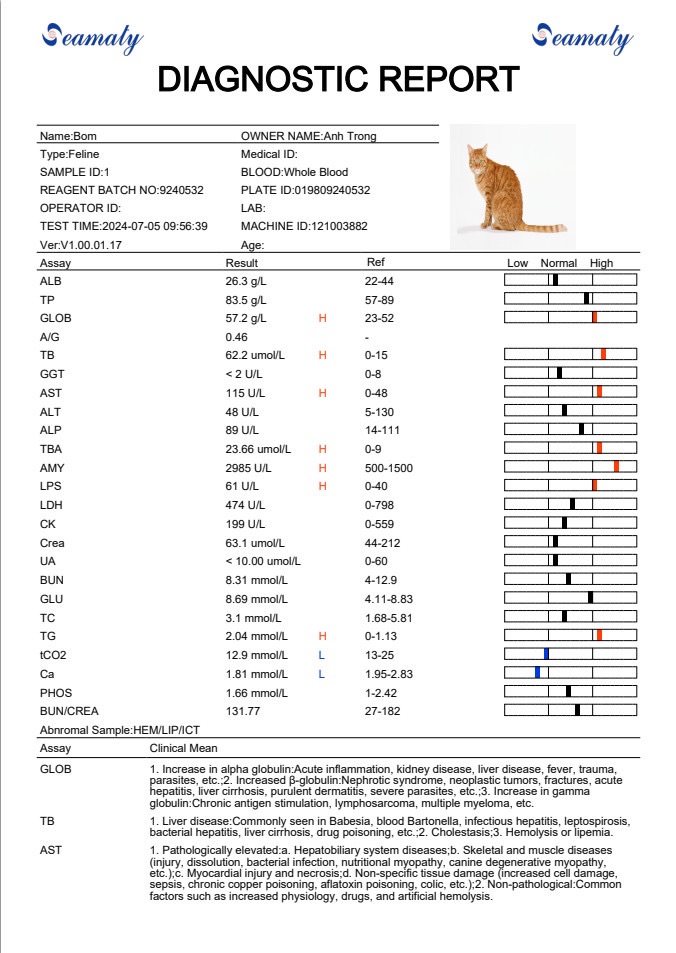 Seamaty
Seamaty
DIAGNOSTIC REPORT
Name:Bom OWNER NAME:Anh Trong
Type:Feline Medical ID:
SAMPLE ID:1 BLOOD:Whole Blood
REAGENT BATCH NO:9240532 PLATE ID:019809240532
OPERATOR ID: LAB:
TEST TIME:2024-07-05 09:56:39 MACHINE ID:121003882
Ver:V1.00.01.17 Age:
Assay Result Ref Low Normal High
ALB 26.3 g/L 22-44
TP 83.5 g/L 57-89
GLOB 57.2 g/L H 23-52
A/G 0.46 -
TB 62.2 umol/L H 0-15
GGT < 2 U/L 0-8
AST 115 U/L H 0-48
ALT 48 U/L 5-130
ALP 89 U/L 14-111
TBA 23.66 umol/L H 0-9
AMY 2985 U/L H 500-1500
LPS 61 U/L H 0-40
LDH 474 U/L 0-798
CK 199 U/L 0-559
Crea 63.1 umol/L 44-212
UA < 10.00 umol/L 0-60
BUN 8.31 mmol/L 4-12.9
GLU 8.69 mmol/L 4.11-8.83
TC 3.1 mmol/L 1.68-5.81
TG 2.04 mmol/L H 0-1.13
tCO2 12.9 mmol/L L 13-25
Ca 1.81 mmol/L L 1.95-2.83
PHOS 1.66 mmol/L 1-2.42
BUN/CREA 131.77 27-182
Abnromal Sample:HEM/LIP/ICT
Assay Clinical Mean
GLOB 1. Increase in alpha globulin:Acute inflammation, kidney disease, liver disease, fever, trauma,
parasites, etc.;2. Increased β-globulin:Nephrotic syndrome, neoplastic tumors, fractures, acute
hepatitis, liver cirrhosis, purulent dermatitis, severe parasites, etc.;3. Increase in gamma
globulin:Chronic antigen stimulation, lymphosarcoma, multiple myeloma, etc.
TB 1. Liver disease:Commonly seen in Babesia, blood Bartonella, infectious hepatitis, leptospirosis,
bacterial hepatitis, liver cirrhosis, drug poisoning, etc.;2. Cholestasis;3. Hemolysis or lipemia.
AST 1. Pathologically elevated:a. Hepatobiliary system diseases;b. Skeletal and muscle diseases
(injury, dissolution, bacterial infection, nutritional myopathy, canine degenerative myopathy,
etc.);c. Myocardial injury and necrosis;d. Non-specific tissue damage (increased cell damage,
sepsis, chronic copper poisoning, aflatoxin poisoning, colic, etc.);2. Non-pathological:Common
factors such as increased physiology, drugs, and artificial hemolysis.